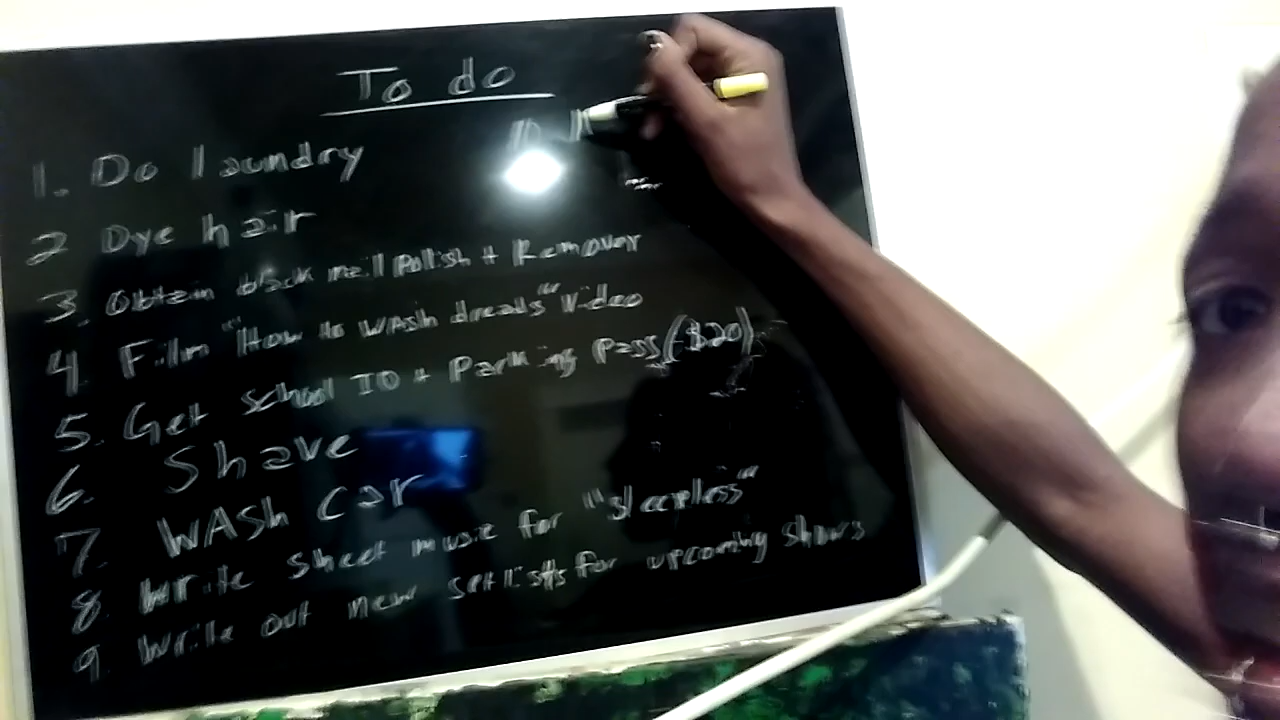 To do
1. Do laundry
2 Dye hair
3. Obtain black nail polish + Remover
4. Film "How to WAsh dreads" Video
5. Get school ID + Parking Pass ($20)
6. Shave
7. WAsh car
8. Write sheet music for "sleepless"
9. Write out new setlists for upcoming shows
10.